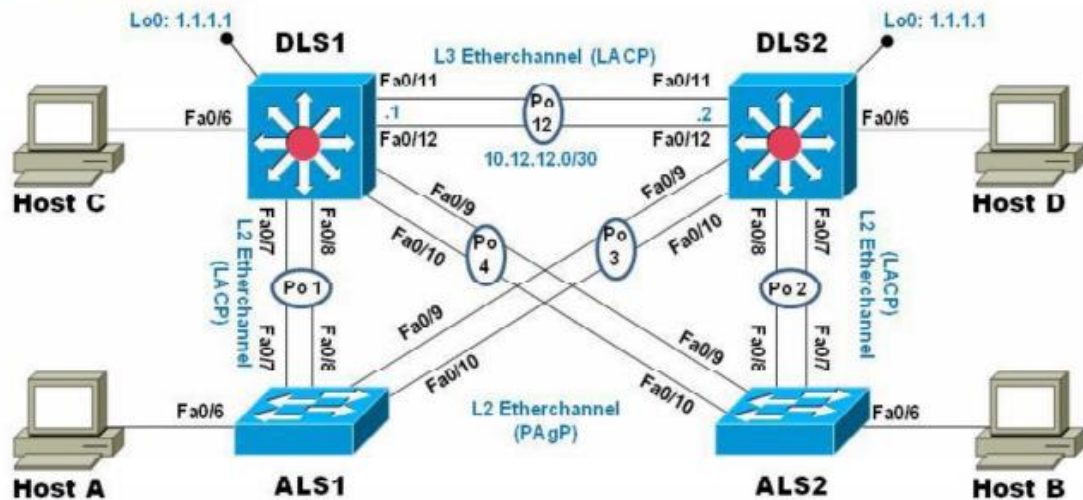 Lo0: 1.1.1.1
Lo0: 1.1.1.1
DLS1
DLS2
L3 Etherchannel (LACP)
Fa0/11
Fa0/11
Po
12
Fa0/6
.1
.2
Fa0/6
Fa0/12
Fa0/12
10.12.12.0/30
Host C
Host D
Fa0/9
Fa0/9
Fa0/7
Fa0/8
Fa0/10
Fa0/10
Fa0/8
Fa0/7
L2 Etherchannel
(LACP)
Po
4
Po
3
(LACP)
L2 Etherchannel
Po 1
Po 2
Fa0/7
Fa0/9
Fa0/10
Fa0/9
Fa0/10
Fa0/7
L2 Etherchannel
(PAgP)
Fa0/6
Fa0/6
Host A
ALS1
ALS2
Host B